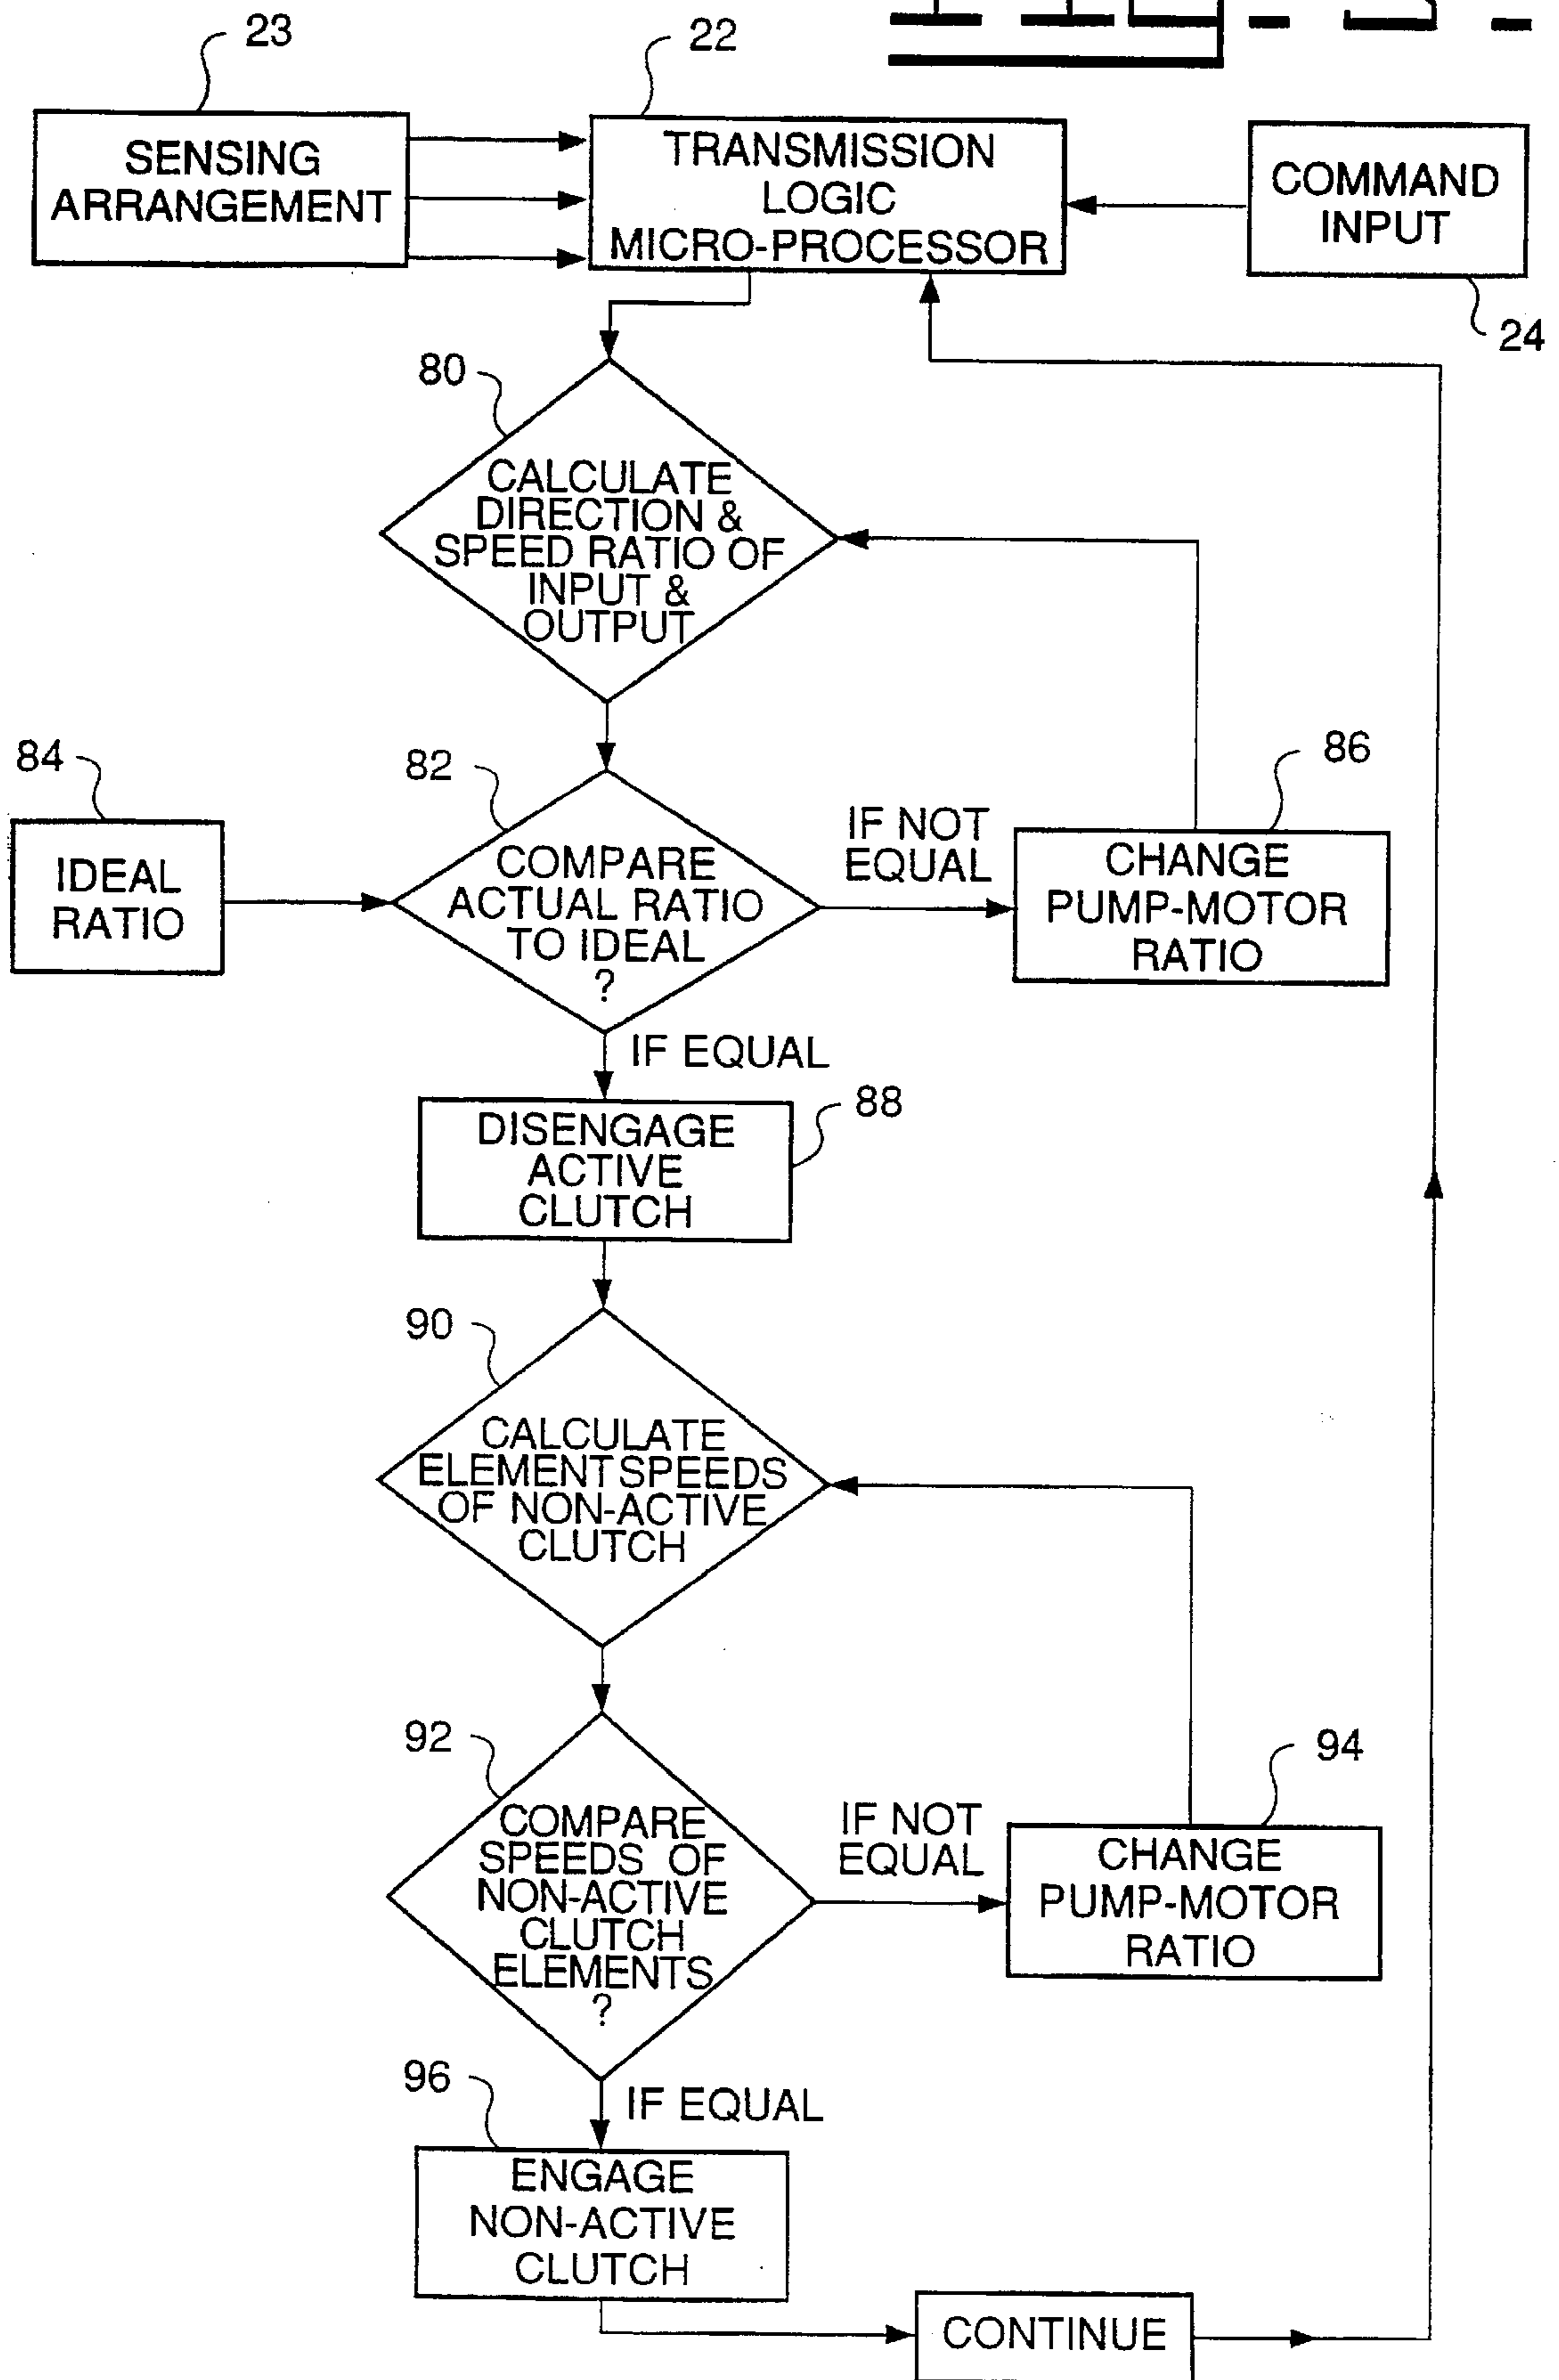 23
22
SENSING
ARRANGEMENT
TRANSMISSION
LOGIC
MICRO-PROCESSOR
COMMAND
INPUT
24
80
CALCULATE
DIRECTION &
SPEED RATIO OF
INPUT &
OUTPUT
84
82
86
IDEAL
RATIO
COMPARE
ACTUAL RATIO
TO IDEAL
?
IF NOT
EQUAL
CHANGE
PUMP-MOTOR
RATIO
IF EQUAL
88
DISENGAGE
ACTIVE
CLUTCH
90
CALCULATE
ELEMENT SPEEDS
OF NON-ACTIVE
CLUTCH
92
94
COMPARE
SPEEDS OF
NON-ACTIVE
CLUTCH
ELEMENTS
?
IF NOT
EQUAL
CHANGE
PUMP-MOTOR
RATIO
96
IF EQUAL
ENGAGE
NON-ACTIVE
CLUTCH
CONTINUE